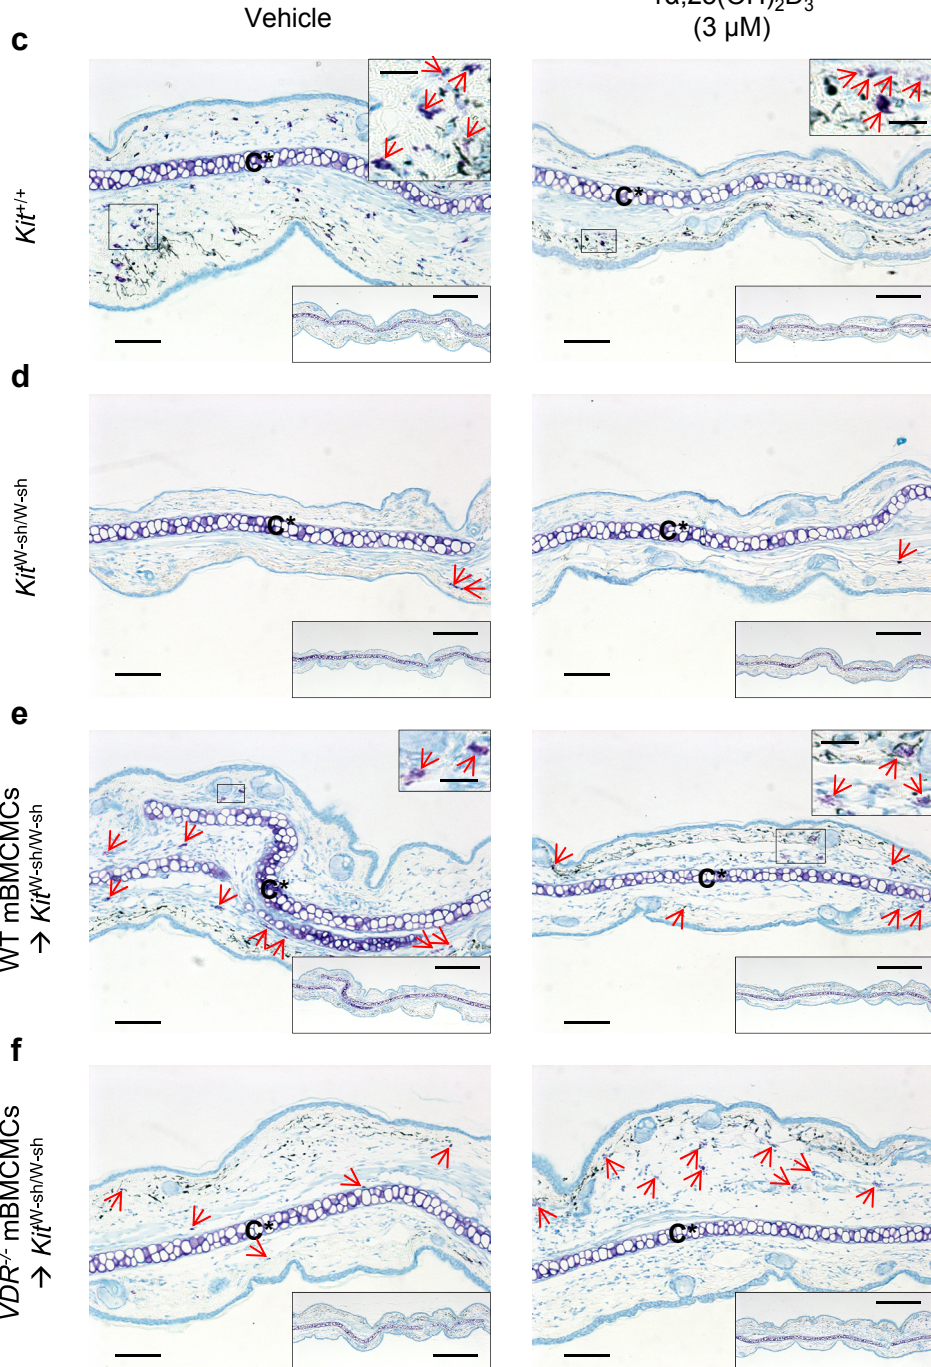 Vehicle
(3 µM)
c
Kit+/+
C*
C*
d
KitW-sh/W-sh
C*
C*
e
WT mBMCMCs
→ KitW-sh/W-sh
C*
C*
f
VDR-/- mBMCMCs
→ KitW-sh/W-sh
C*
C*